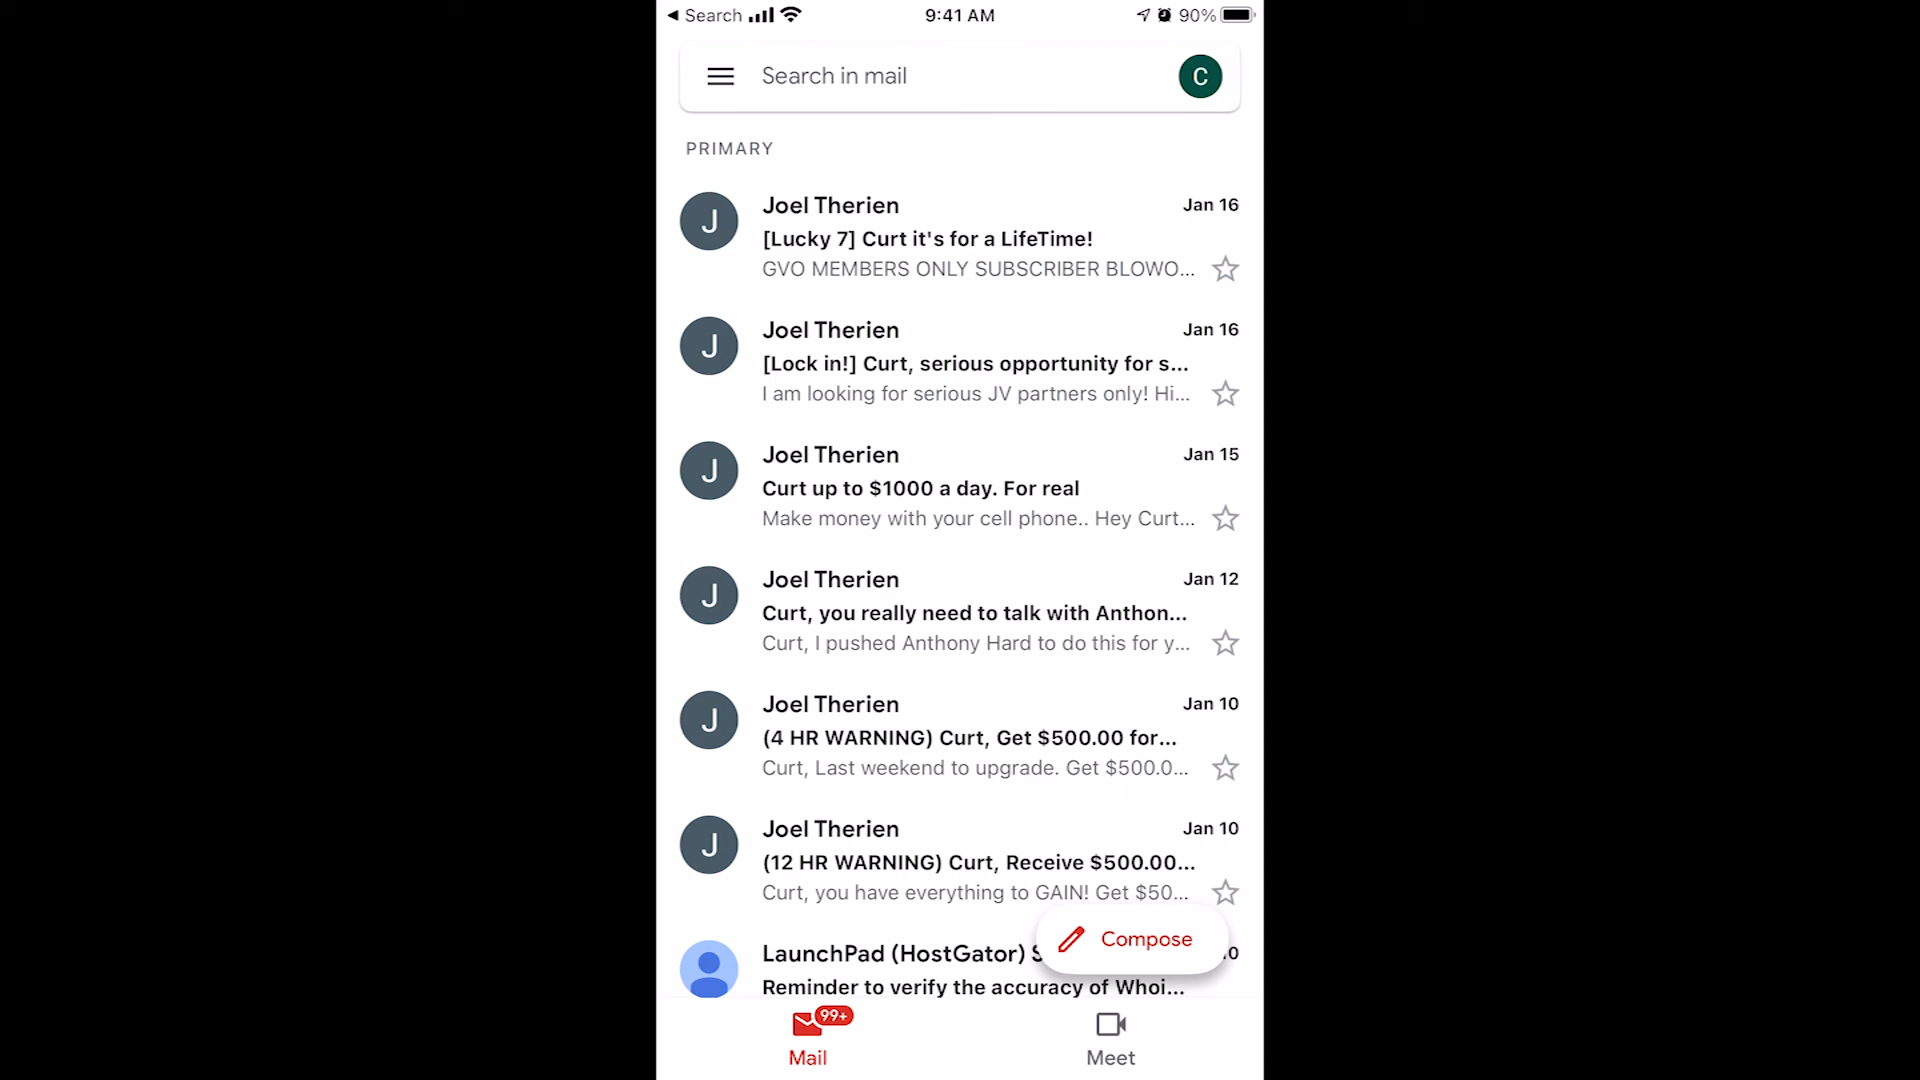 Search
9:41 AM
90%
Search in mail
C
PRIMARY
J
Joel Therien
Jan 16
[Lucky 7] Curt it's for a LifeTime!
GVO MEMBERS ONLY SUBSCRIBER BLOWO...
J
Joel Therien
Jan 16
[Lock in!] Curt, serious opportunity for s...
I am looking for serious JV partners only! Hi...
J
Joel Therien
Jan 15
Curt up to $1000 a day. For real
Make money with your cell phone.. Hey Curt...
J
Joel Therien
Jan 12
Curt, you really need to talk with Anthon...
Curt, I pushed Anthony Hard to do this for y...
J
Joel Therien
Jan 10
(4 HR WARNING) Curt, Get $500.00 for...
Curt, Last weekend to upgrade. Get $500.0...
J
Joel Therien
Jan 10
(12 HR WARNING) Curt, Receive $500.00...
Curt, you have everything to GAIN! Get $50...
Compose
LaunchPad (HostGator)
Reminder to verify the accuracy of Whoi...
99+
Mail
Meet